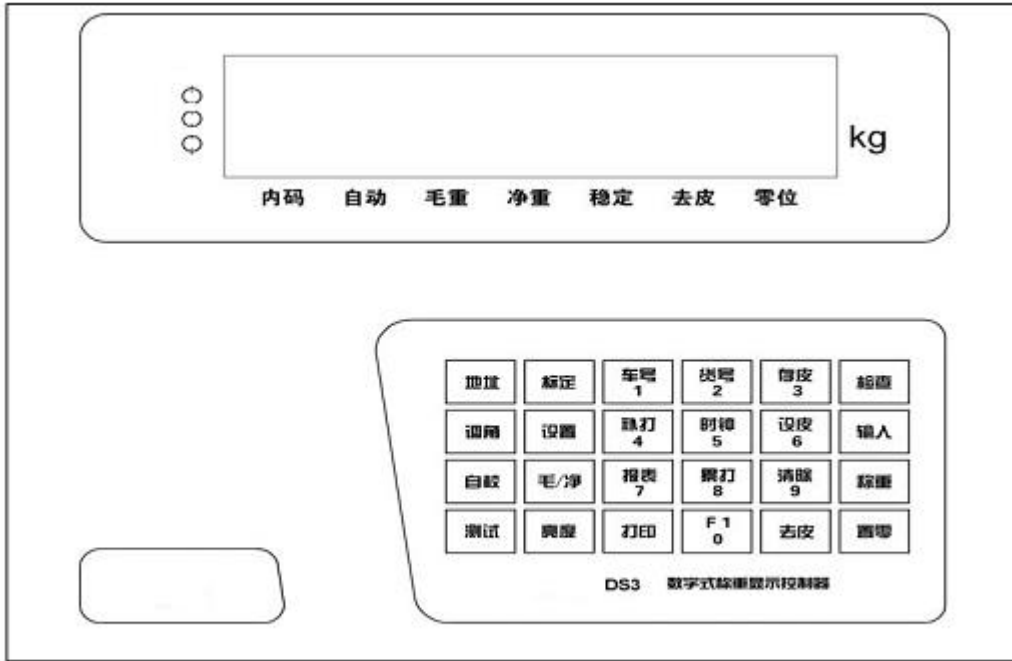 kg
内码 自动 毛重 净重 稳定 去皮 零位
地址 标定 车号 货号 存皮 检查
1 2 3
调角 设置 补打 时钟 设皮 输入
4 5 6
自校 毛/净 报表 累打 清除 称重
7 8 9
测试 亮度 打印 F1 去皮 置零
0
DS3 数字式称重显示控制器